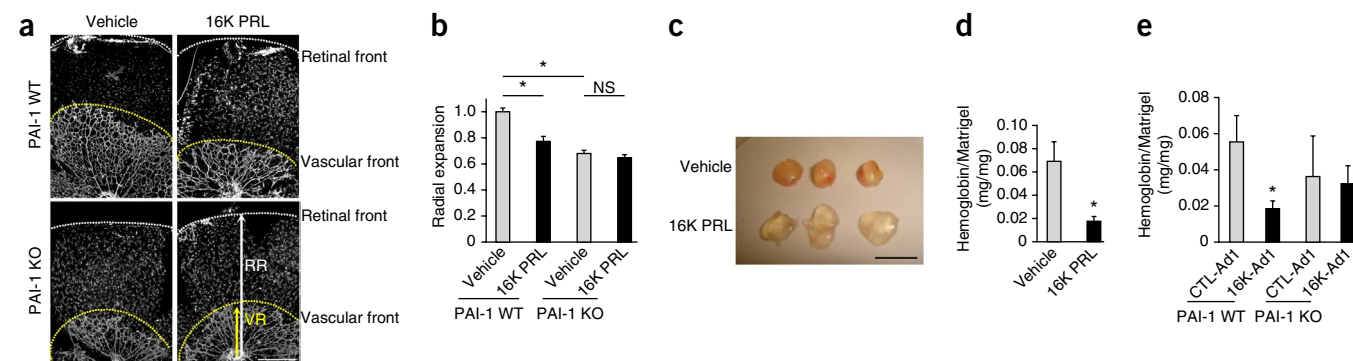 a
Vehicle
16K PRL
PAI-1 WT
PAI-1 KO
Retinal front
Vascular front
Retinal front
Vascular front
RR
VR
b
*
*
NS
Radial expansion
1.0
0.8
0.6
0.4
0.2
0
Vehicle
16K PRL
Vehicle
16K PRL
PAI-1 WT
PAI-1 KO
c
Vehicle
16K PRL
d
Hemoglobin/Matrigel
(mg/mg)
0.10
0.08
0.06
0.04
0.02
0
*
Vehicle
16K PRL
e
Hemoglobin/Matrigel
(mg/mg)
0.08
0.06
0.04
0.02
0
*
CTL-Ad1
16K-Ad1
CTL-Ad1
16K-Ad1
PAI-1 WT
PAI-1 KO